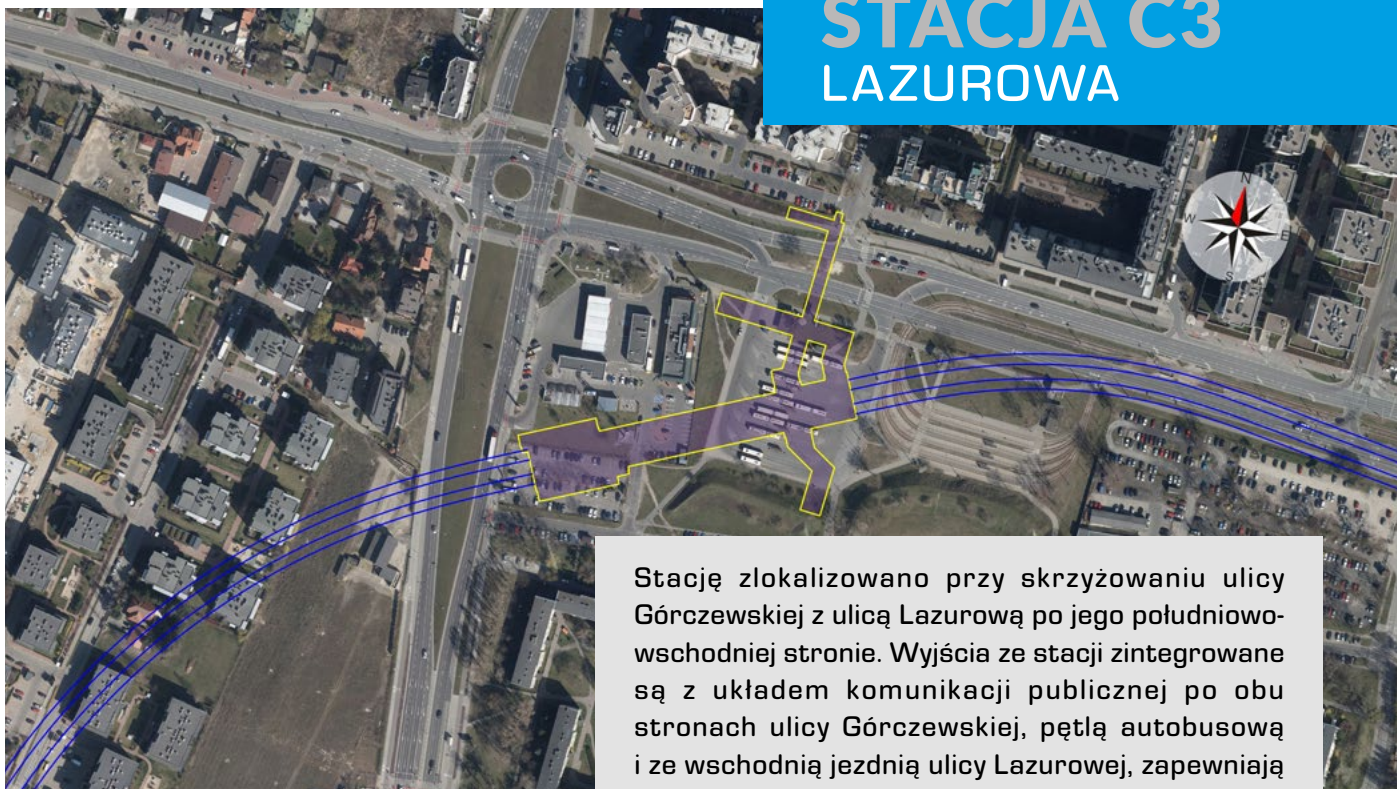 STACJA C3
LAZUROWA
N
W
E
S
Stację zlokalizowano przy skrzyżowaniu ulicy
Górczewskiej z ulicą Lazurową po jego południowo-
wschodniej stronie. Wyjścia ze stacji zintegrowane
są z układem komunikacji publicznej po obu
stronach ulicy Górczewskiej, pętlą autobusową
i ze wschodnią jezdnią ulicy Lazurowej, zapewniają